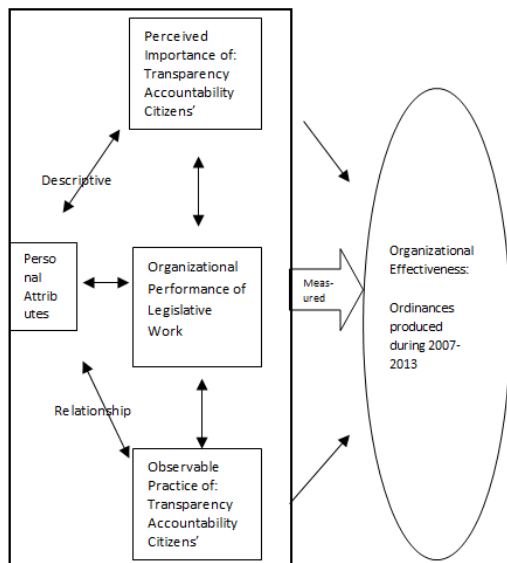 Perceived
Importance of:
Transparency
Accountability
Citizens’
Descriptive
Perso
nal
Attrib
utes
Organizational
Performance of
Legislative
Work
Meas-
ured
Organizational
Effectiveness:
Ordinances
produced
during 2007-
2013
Relationship
Observable
Practice of:
Transparency
Accountability
Citizens’